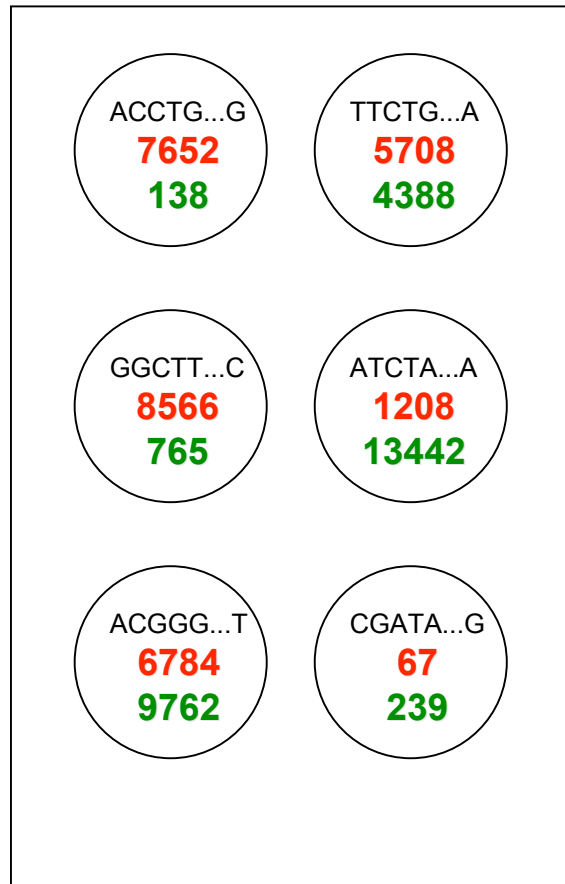 ACCTG...G
7652
138
TTCTG...A
5708
4388
GGCTT...C
8566
765
ATCTA...A
1208
13442
ACGGG...T
6784
9762
CGATA...G
67
239